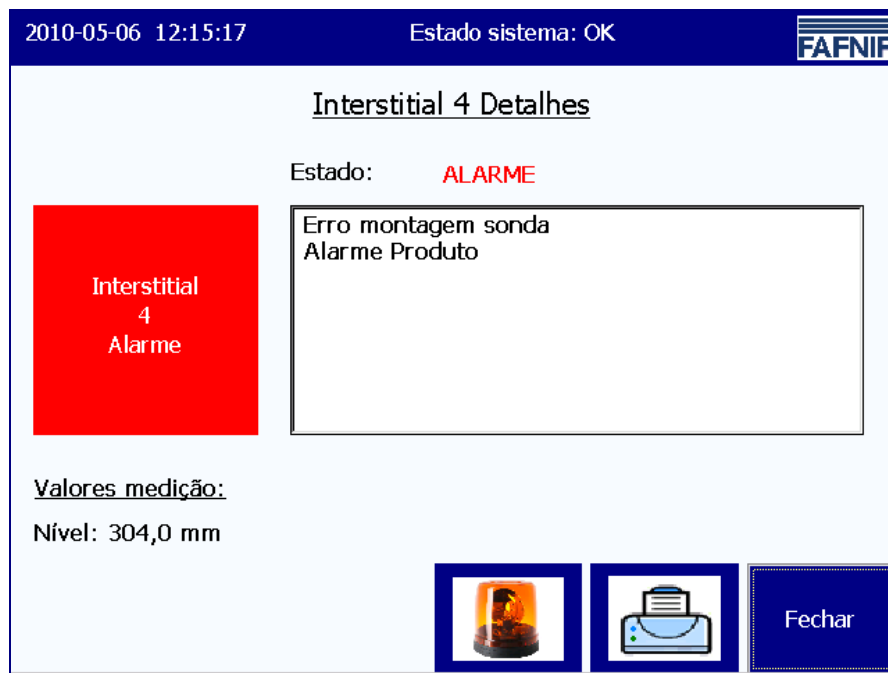 2010-05-06 12:15:17 Estado sistema: OK
FAFNIR
Interstitial 4 Detalhes
Estado: ALARME
Erro montagem sonda
Alarme Produto
Interstitial
4
Alarme
Valores medição:
Nível: 304,0 mm
Fechar